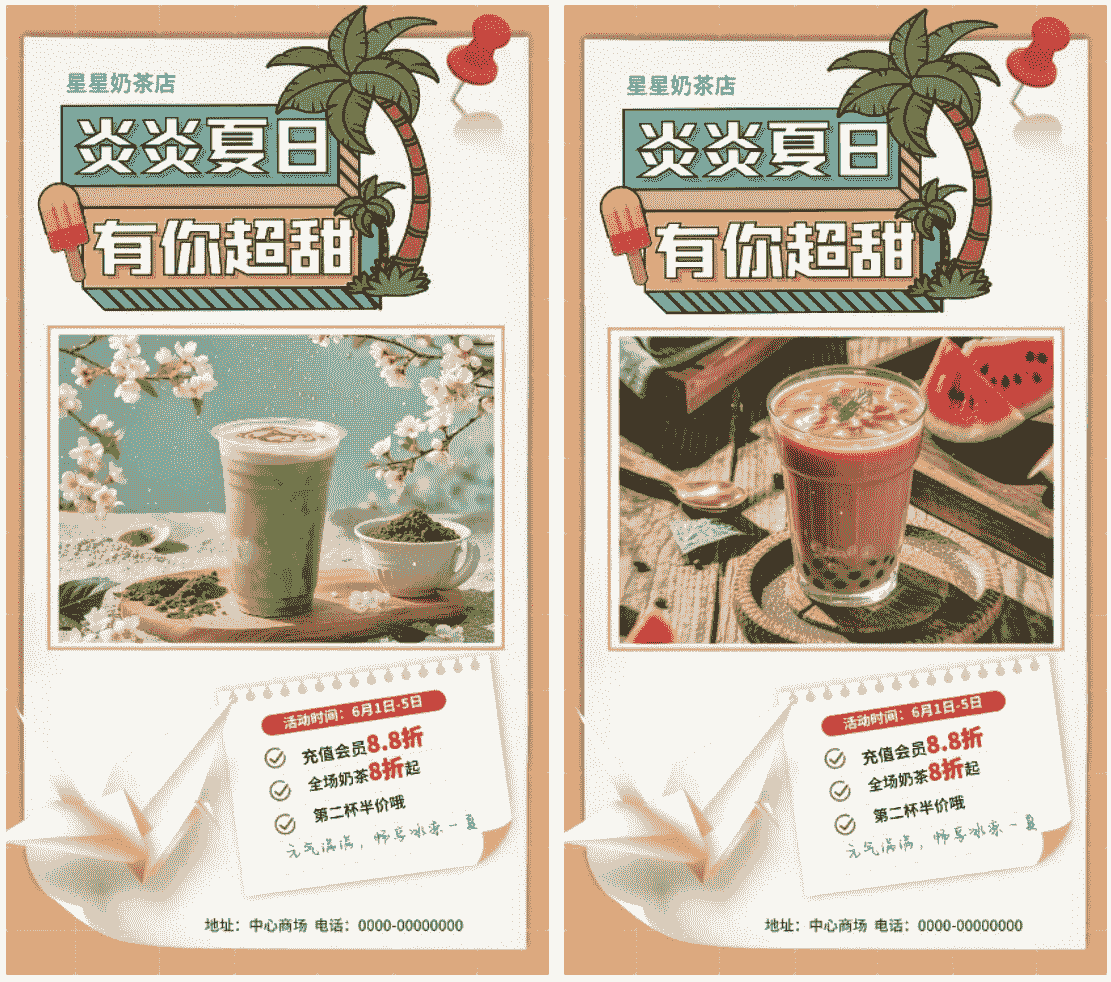 星星奶茶店
炎炎夏日
有你超甜
活动时间：6月1日-5日
充值会员8.8折
全场奶茶8折起
第二杯半价哦
元气满满，畅享冰凉一夏
地址：中心商场 电话：0000-00000000
星星奶茶店
炎炎夏日
有你超甜
活动时间：6月1日-5日
充值会员8.8折
全场奶茶8折起
第二杯半价哦
元气满满，畅享冰凉一夏
地址：中心商场 电话：0000-00000000